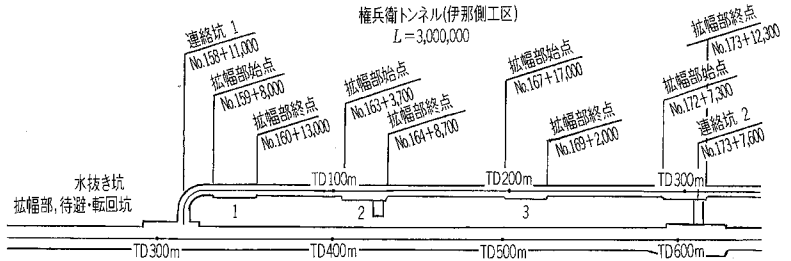 権兵衛トンネル(伊那側工区)
L=3,000,000
連絡坑 1
No.158+11,000
拡幅部始点
No.159+8,000
拡幅部終点
No.160+13,000
拡幅部始点
No.163+3,700
拡幅部終点
No.164+8,700
拡幅部始点
No.167+17,000
拡幅部終点
No.169+2,000
拡幅部始点
No.172+7,300
拡幅部終点
No.173+12,300
連絡坑 2
No.173+7,600
水抜き坑
拡幅部,待避・転回坑
TD100m
TD200m
TD300m
1
2
3
TD300m
TD400m
TD500m
TD600m